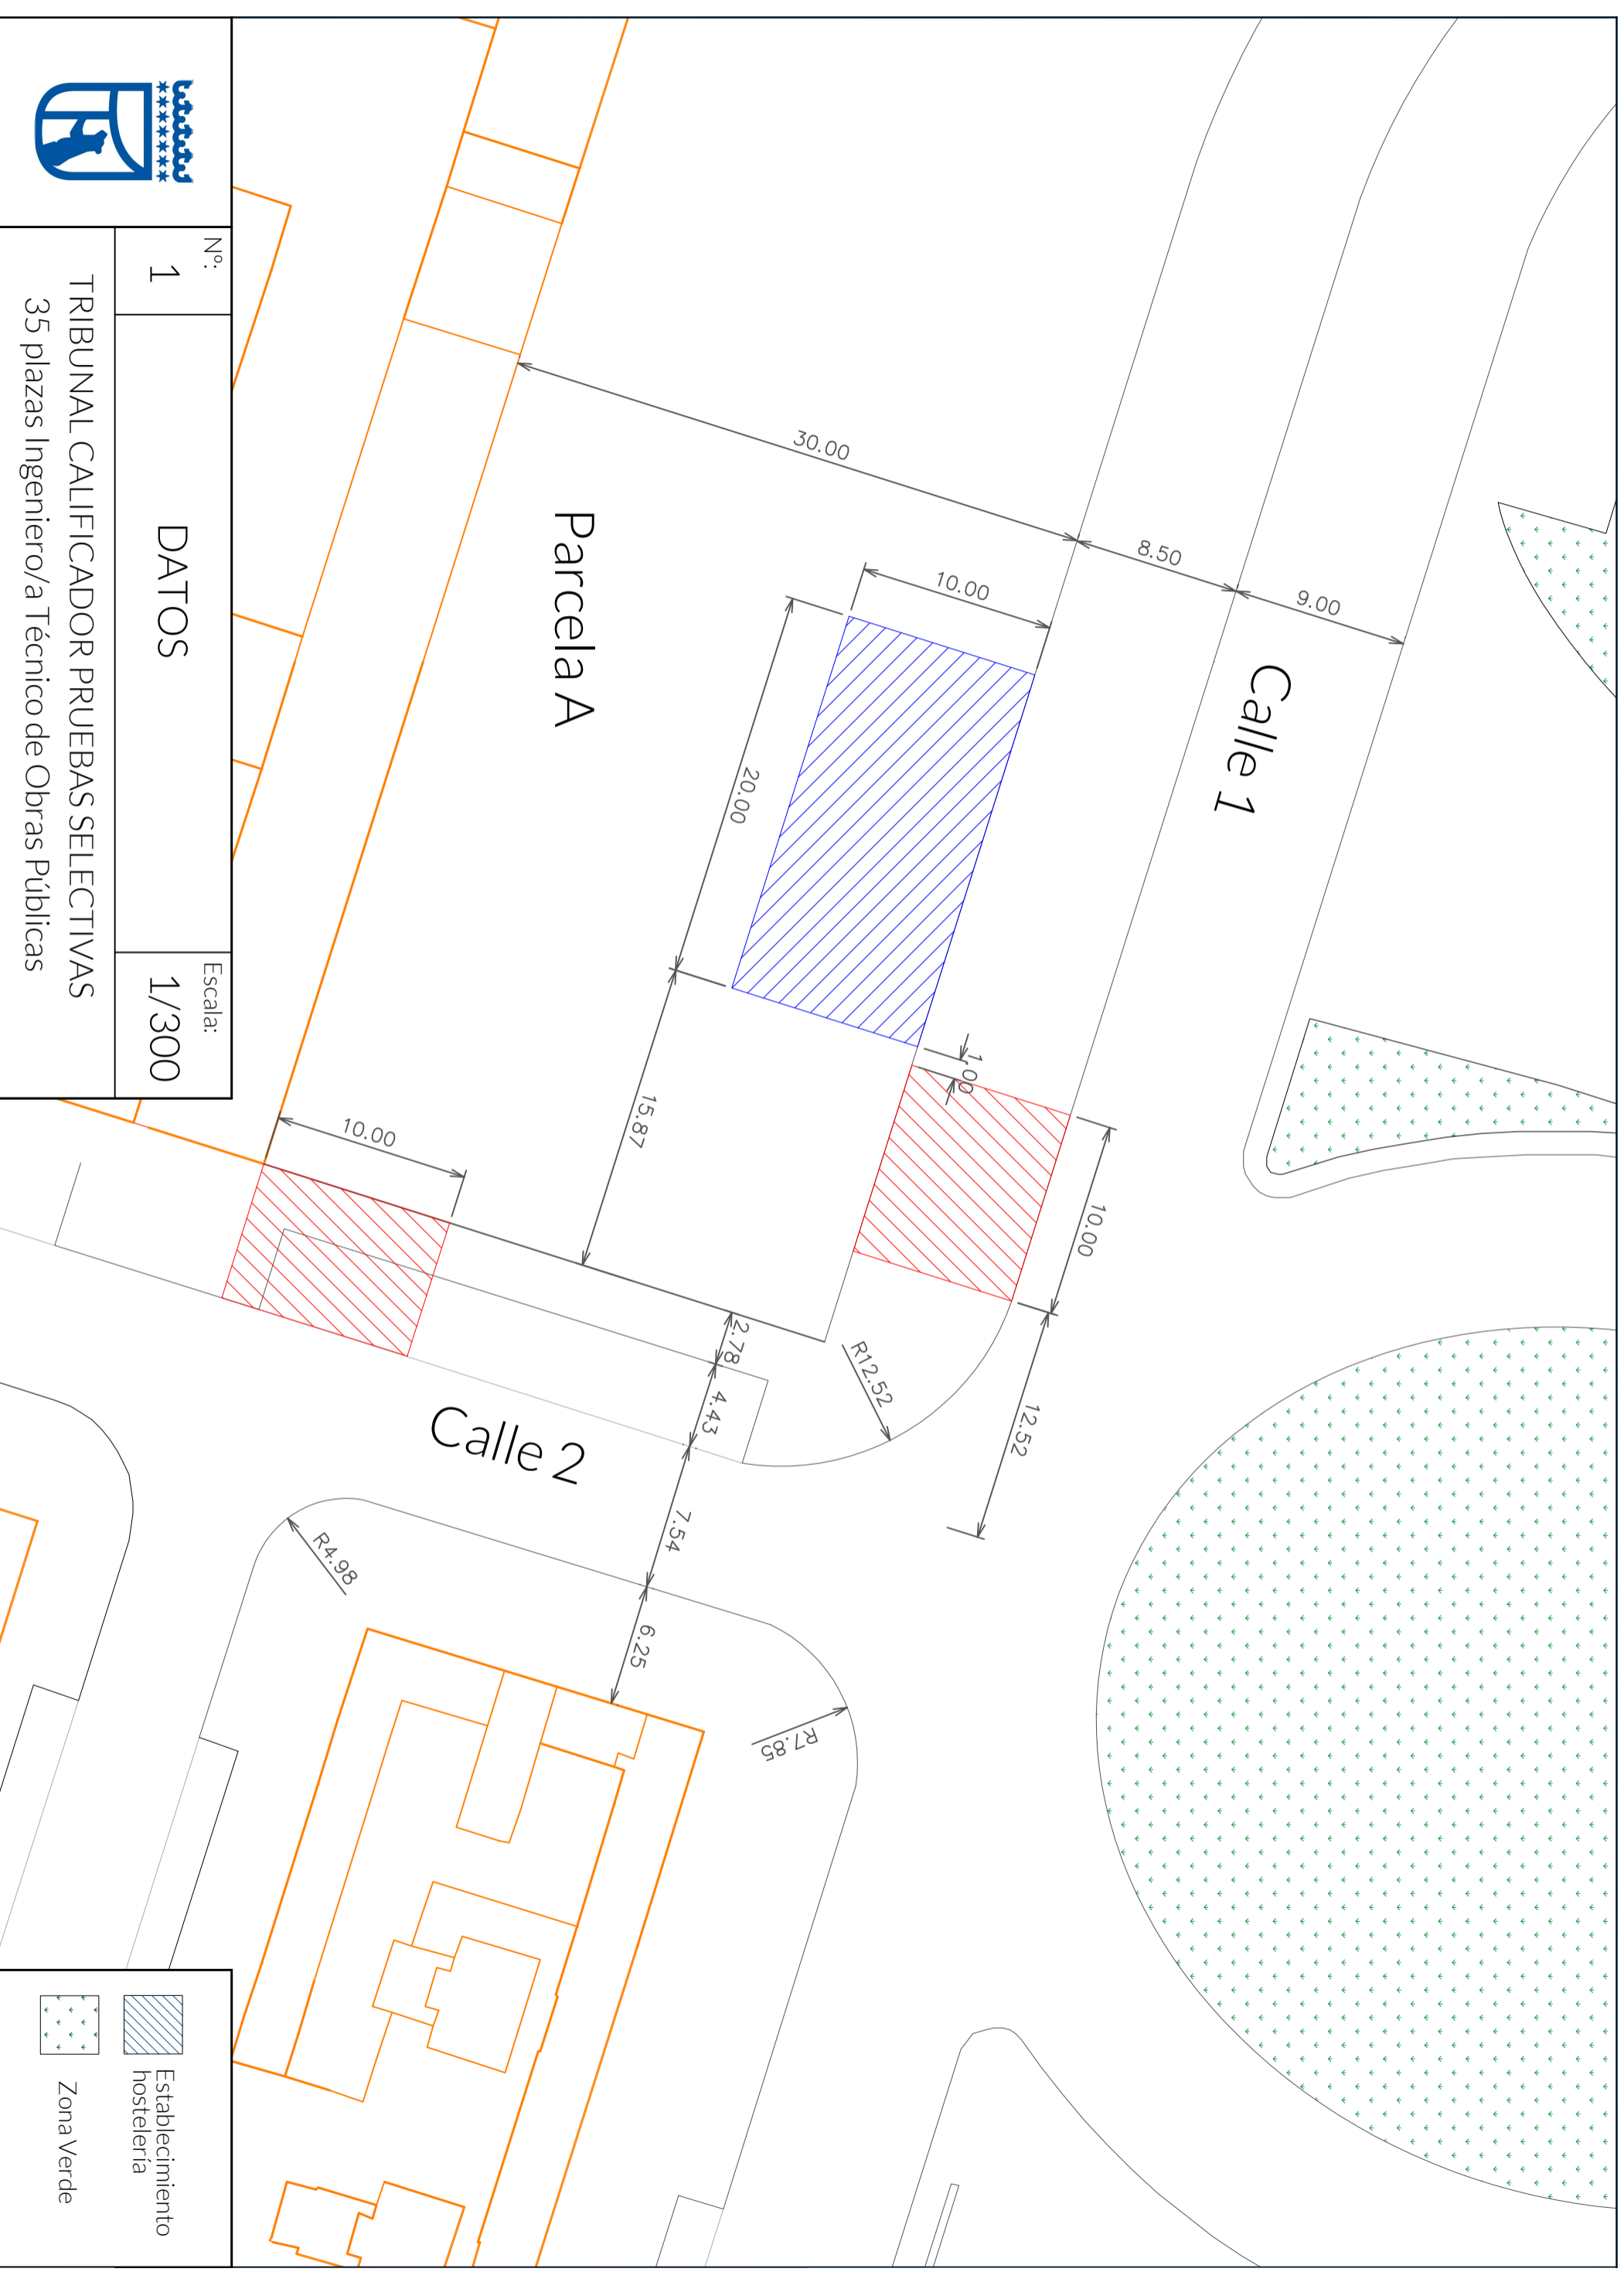 30.00
8.50
9.00
10.00
20.00
Calle 1
Parcela A
1.00
15.87
10.00
10.00
12.52
R12.52
2.78
4.43
7.54
6.25
Calle 2
R4.98
R7.85
Nº:
1
DATOS
Escala:
1/300
TRIBUNAL CALIFICADOR PRUEBAS SELECTIVAS
35 plazas Ingeniero/a Técnico de Obras Públicas
Establecimiento
hostelería
Zona Verde